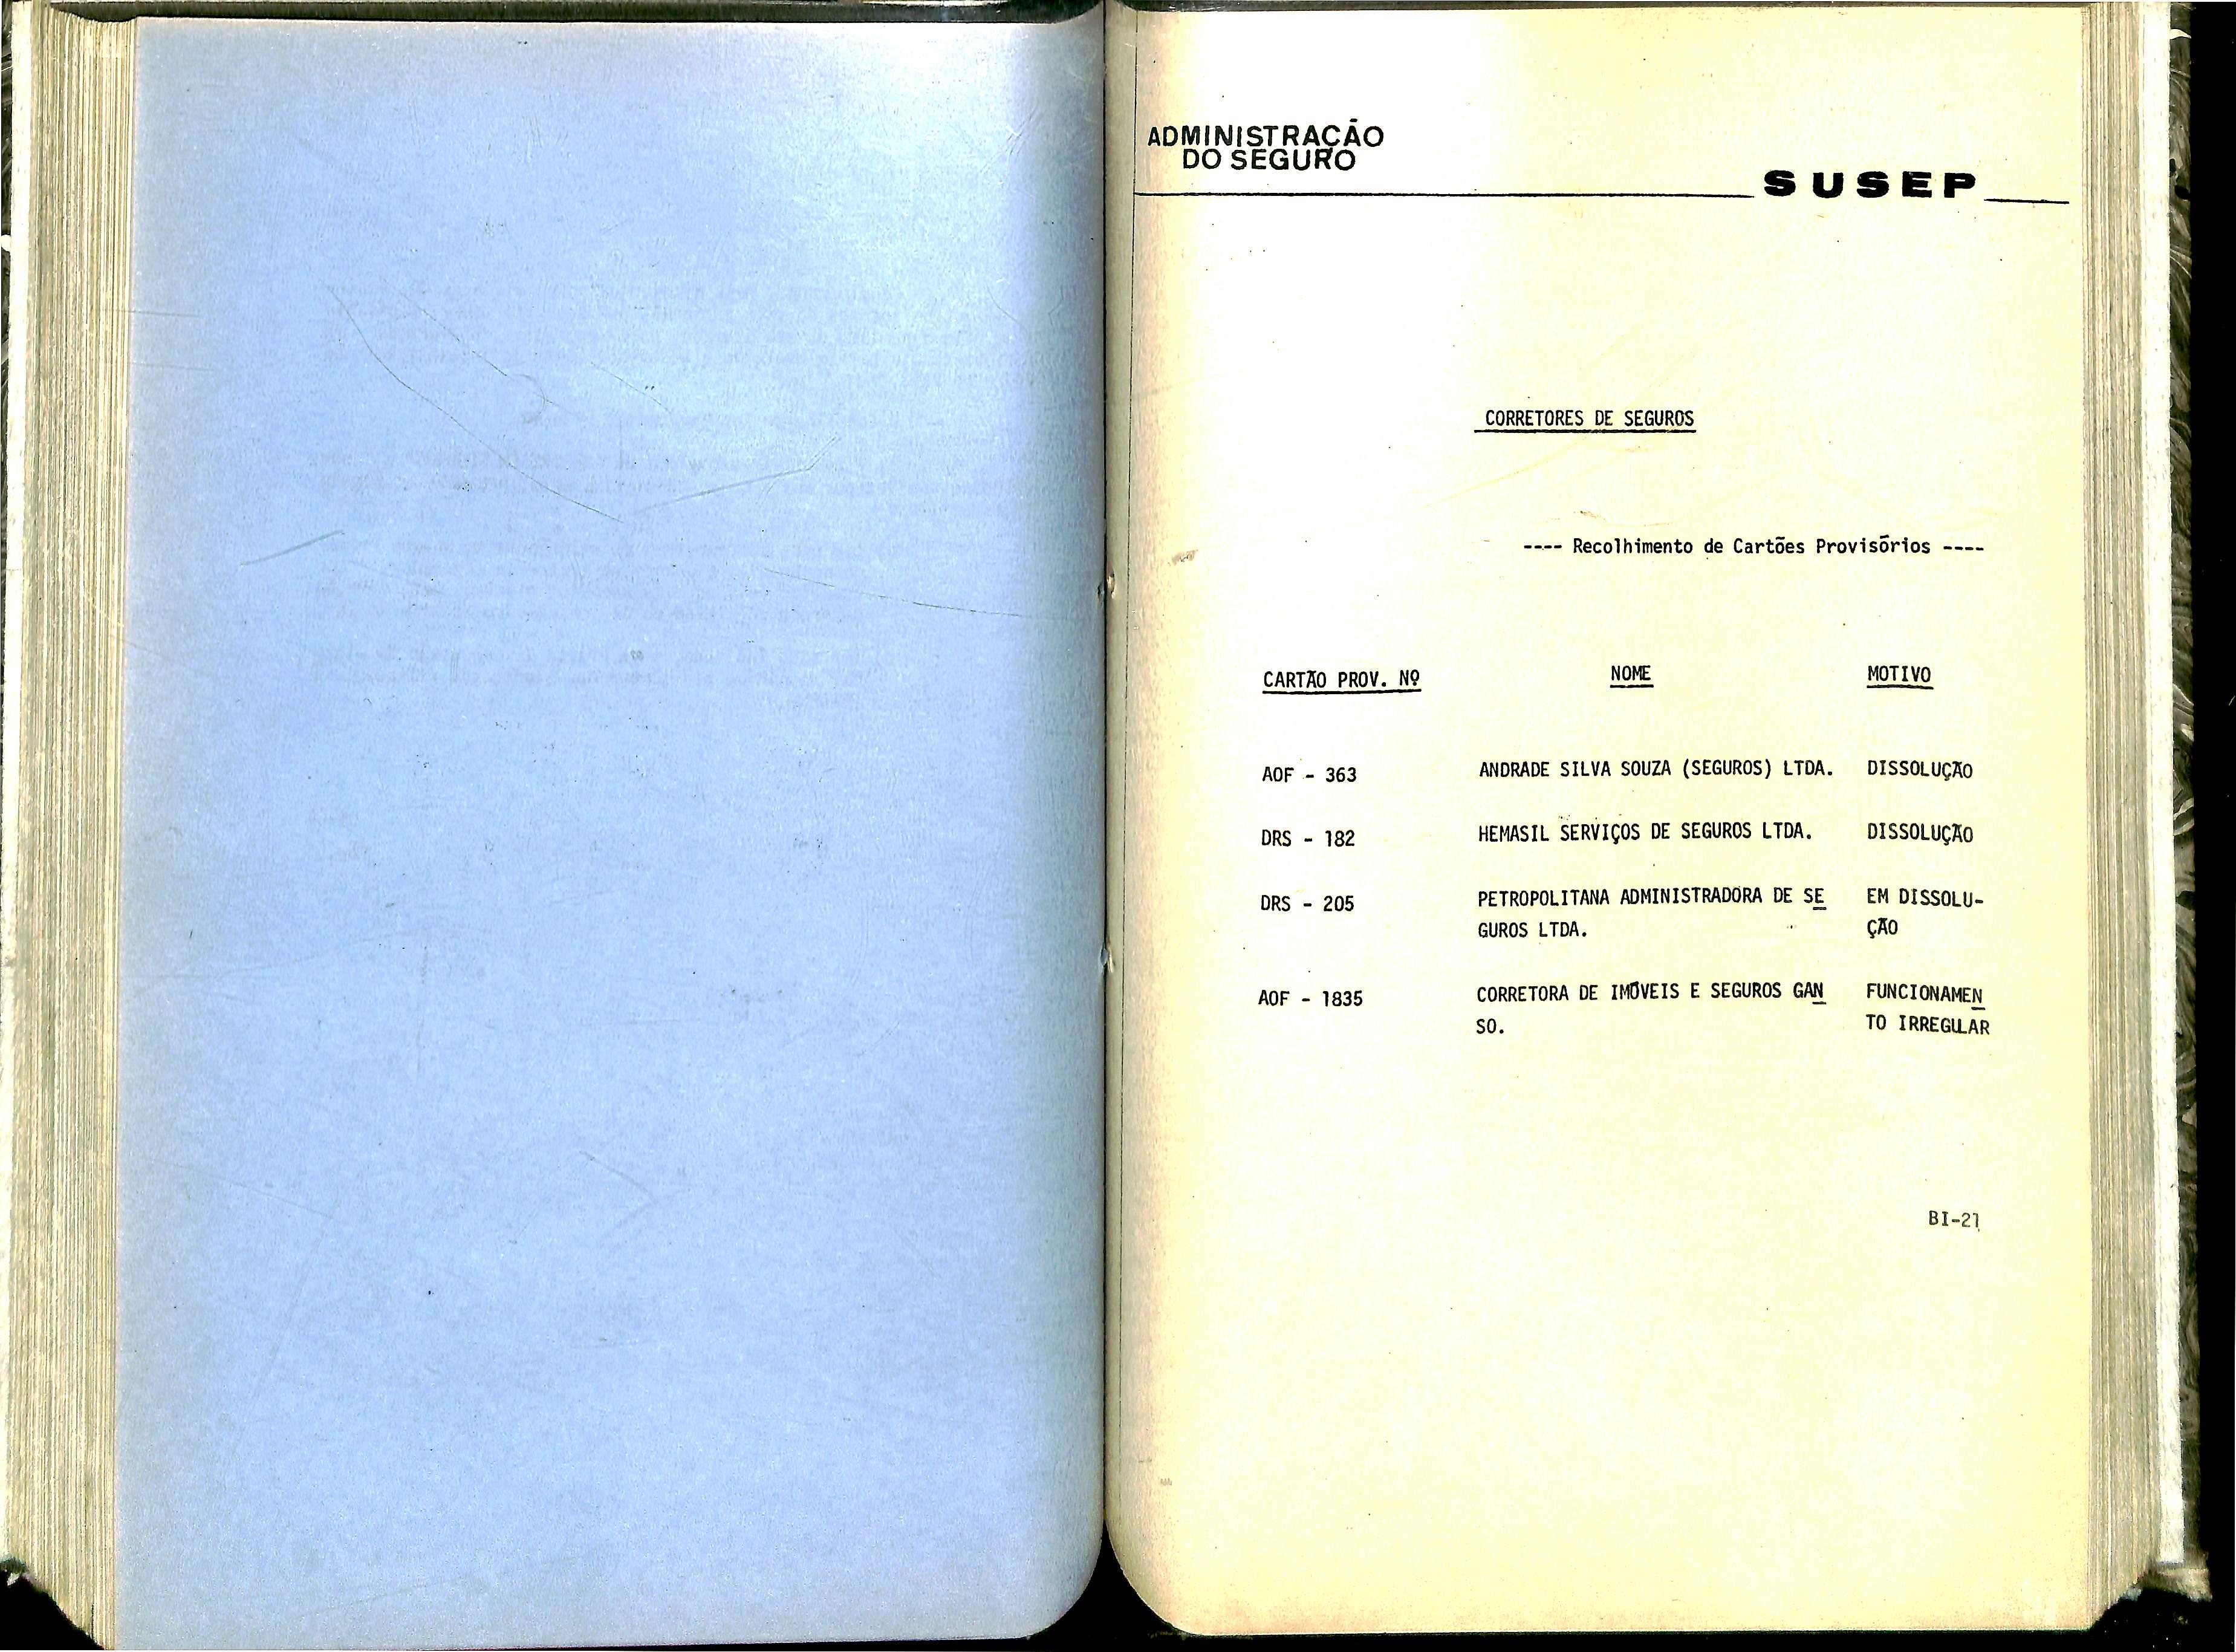 ADMINISTRAÇÃO
DO SEGURO
SUSEP
CORRETORES DE SEGUROS
---- Recolhimento de Cartões Provisórios ----
CARTÃO PROV. Nº NOME MOTIVO
AOF - 363 ANDRADE SILVA SOUZA (SEGUROS) LTDA. DISSOLUÇÃO
DRS - 182 HEMASIL SERVIÇOS DE SEGUROS LTDA. DISSOLUÇÃO
DRS - 205 PETROPOLITANA ADMINISTRADORA DE SE EM DISSOLU-
GUROS LTDA. ÇÃO
AOF - 1835 CORRETORA DE IMÓVEIS E SEGUROS GAN FUNCIONAMEN
SO. TO IRREGULAR
BI-21